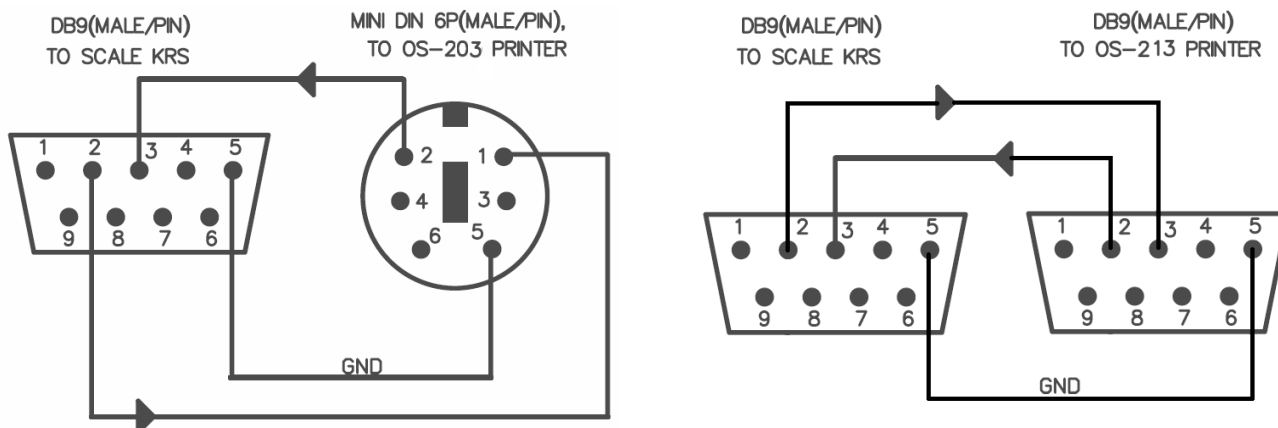 DB9(MALE/PIN)
TO SCALE KRS
MINI DIN 6P(MALE/PIN),
TO OS-203 PRINTER
1 2 3 4 5
9 8 7 6
2 1
4 3
6 5
GND
DB9(MALE/PIN)
TO SCALE KRS
DB9(MALE/PIN)
TO OS-213 PRINTER
1 2 3 4 5
9 8 7 6
1 2 3 4 5
9 8 7 6
GND